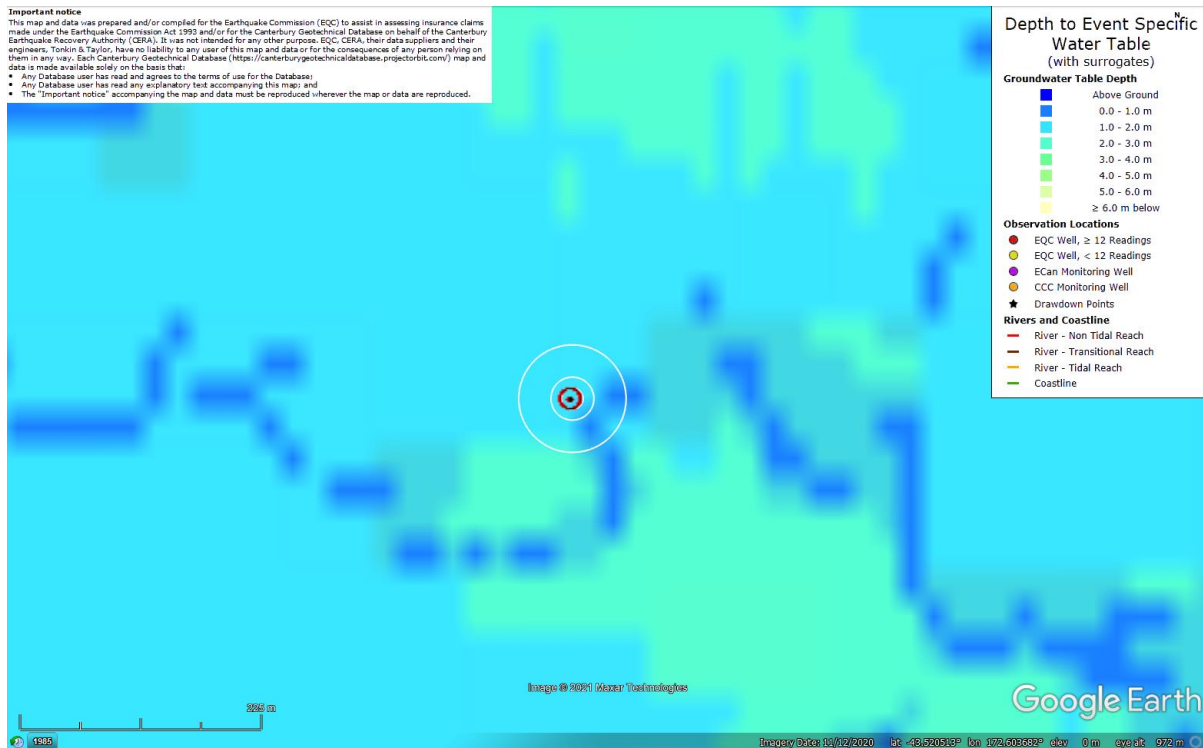 Important notice
This map and data was prepared and/or compiled for the Earthquake Commission (EQC) to assist in assessing insurance claims
made under the Earthquake Commission Act 1993 and/or for the Canterbury Geotechnical Database on behalf of the Canterbury
Earthquake Recovery Authority (CERA). It was not intended for any other purpose. EQC, CERA, their data suppliers and their
engineers, Tonkin & Taylor, have no liability to any user of this map and data or for the consequences of any person relying on
them in any way. Each Canterbury Geotechnical Database (https://canterburygeotechnicaldatabase.projectorbit.com/) map and
data is made available solely on the basis that:
• Any Database user has read and agrees to the terms of use for the Database;
• Any Database user has read any explanatory text accompanying this map; and
• The "Important notice" accompanying the map and data must be reproduced wherever the map or data are reproduced.
N
Depth to Event Specific
Water Table
(with surrogates)
Groundwater Table Depth
Above Ground
0.0 - 1.0 m
1.0 - 2.0 m
2.0 - 3.0 m
3.0 - 4.0 m
4.0 - 5.0 m
5.0 - 6.0 m
≥ 6.0 m below
Observation Locations
EQC Well, ≥ 12 Readings
EQC Well, < 12 Readings
ECan Monitoring Well
CCC Monitoring Well
Drawdown Points
Rivers and Coastline
River - Non Tidal Reach
River - Transitional Reach
River - Tidal Reach
Coastline
Image © 2021 Maxar Technologies
Google Earth
225 m
1985
Imagery Date: 11/12/2020 lat -43.520513° lon 172.603682° elev 0 m eye alt 972 m